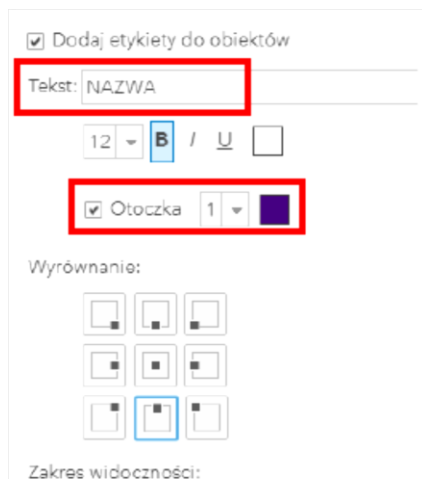 Dodaj etykiety do obiektów
Tekst: NAZWA
12 B I U
Otoczka 1
Wyrównanie:
Zakres widoczności: